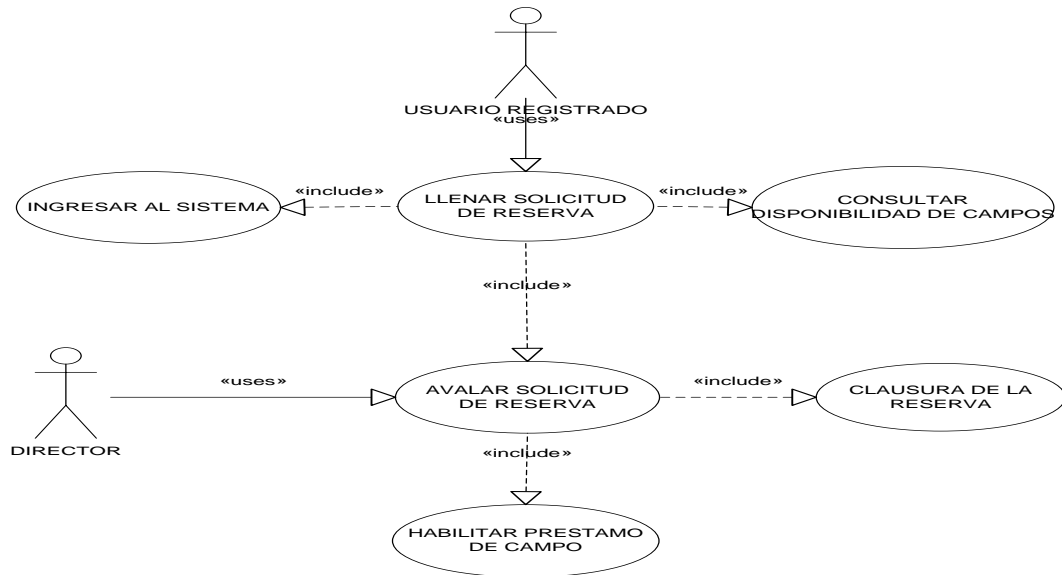 USUARIO REGISTRADO
«uses»
«include»
«include»
INGRESAR AL SISTEMA
LLENAR SOLICITUD
DE RESERVA
CONSULTAR
DISPONIBILIDAD DE CAMPOS
«include»
«uses»
«include»
AVALAR SOLICITUD
DE RESERVA
CLAUSURA DE LA
RESERVA
DIRECTOR
«include»
HABILITAR PRESTAMO
DE CAMPO